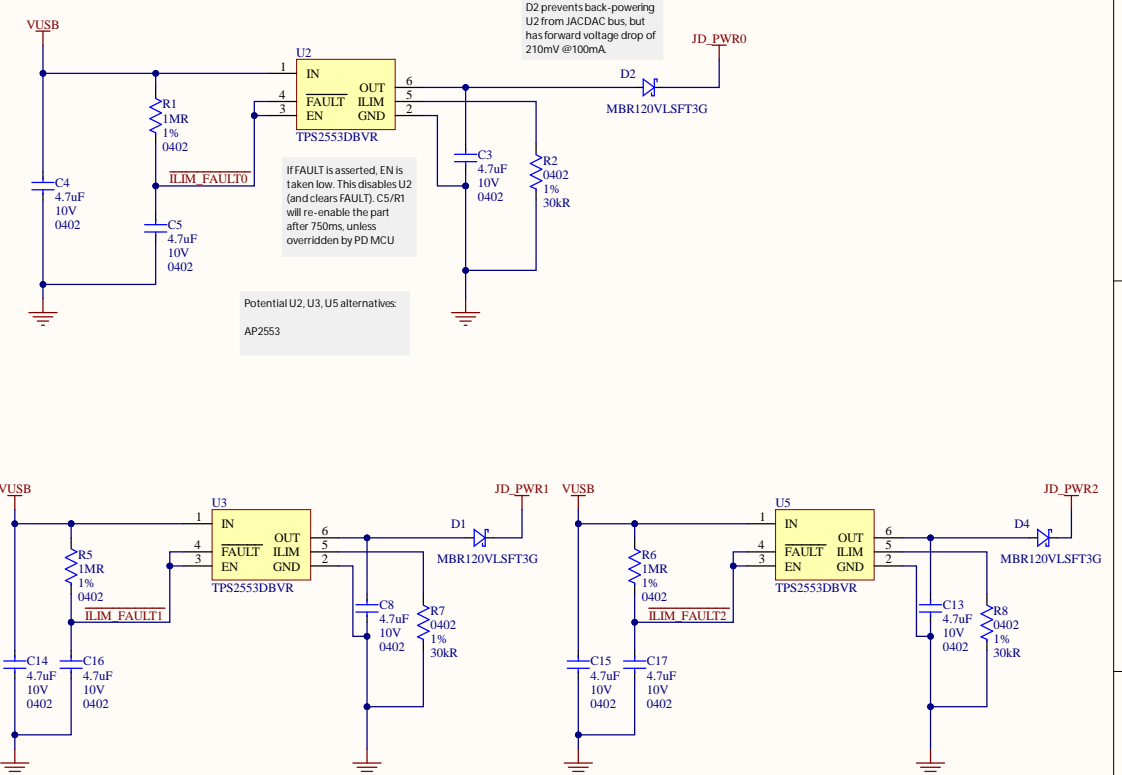 D2 prevents back-powering
U2 from JACDAC bus, but
has forward voltage drop of
210mV @100mA.
VUSB
JD_PWR0
U2
1 IN
OUT 6
4 FAULT ILIM 5
3 EN GND 2
TPS2553DBVR
D2
MBR120VLSFT3G
R1
1MR
1%
0402
ILIM_FAULT0
C4
4.7uF
10V
0402
C5
4.7uF
10V
0402
If FAULT is asserted, EN is
taken low. This disables U2
(and clears FAULT). C5/R1
will re-enable the part
after 750ms, unless
overridden by PD MCU
C3
4.7uF
10V
0402
R2
0402
1%
30kR
Potential U2, U3, U5 alternatives:
AP2553
VUSB
JD_PWR1
U3
1 IN
OUT 6
4 FAULT ILIM 5
3 EN GND 2
TPS2553DBVR
D1
MBR120VLSFT3G
R5
1MR
1%
0402
ILIM_FAULT1
C14
4.7uF
10V
0402
C16
4.7uF
10V
0402
C8
4.7uF
10V
0402
R7
0402
1%
30kR
VUSB
JD_PWR2
U5
1 IN
OUT 6
4 FAULT ILIM 5
3 EN GND 2
TPS2553DBVR
D4
MBR120VLSFT3G
R6
1MR
1%
0402
ILIM_FAULT2
C15
4.7uF
10V
0402
C17
4.7uF
10V
0402
C13
4.7uF
10V
0402
R8
0402
1%
30kR